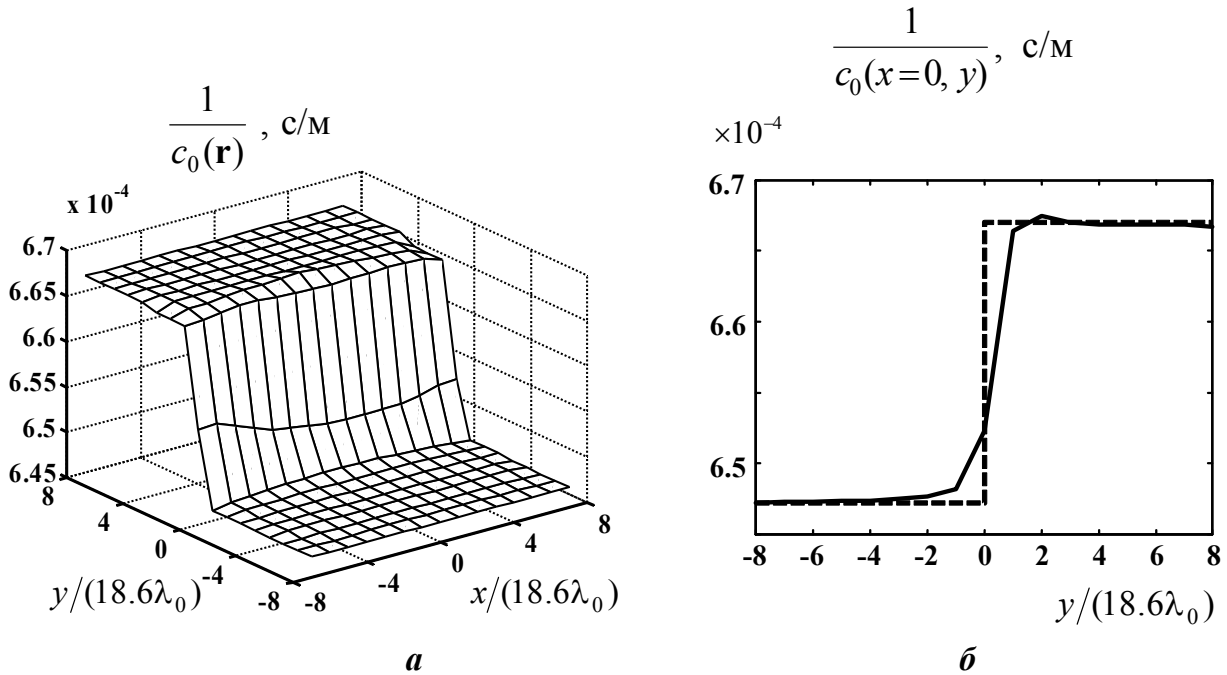 1/c₀(r) , с/м
x 10⁻⁴
6.7
6.65
6.6
6.55
6.5
6.45
8
4
0
-4
-8
-8
-4
0
4
8
y/(18.6λ₀)
x/(18.6λ₀)
а
1/c₀(x=0, y), с/м
×10⁻⁴
6.7
6.6
6.5
-8 -6 -4 -2 0 2 4 6 8
y/(18.6λ₀)
б